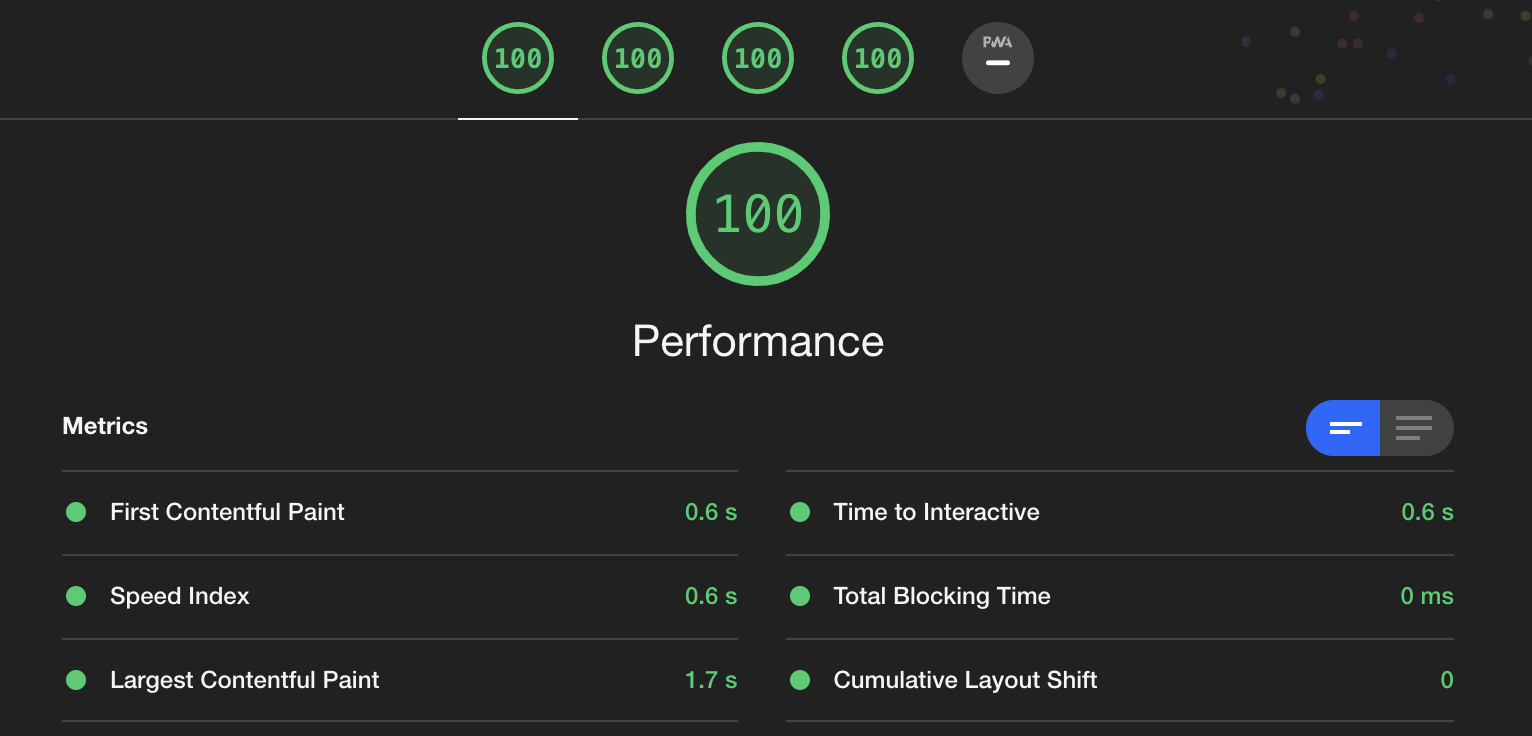 100 100 100 100 PWA
100
Performance
Metrics
First Contentful Paint 0.6 s
Time to Interactive 0.6 s
Speed Index 0.6 s
Total Blocking Time 0 ms
Largest Contentful Paint 1.7 s
Cumulative Layout Shift 0